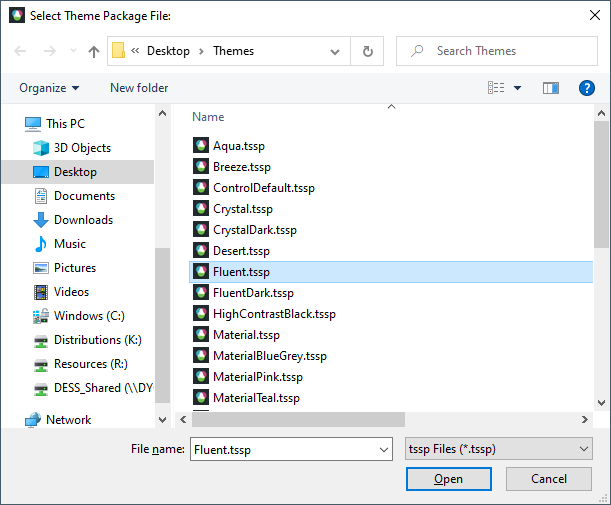 Select Theme Package File:
« Desktop › Themes
Search Themes
Organize
New folder
?
This PC
3D Objects
Desktop
Documents
Downloads
Music
Pictures
Videos
Windows (C:)
Distributions (K:)
Resources (R:)
DESS_Shared (\\DY
Network
Name
Aqua.tssp
Breeze.tssp
ControlDefault.tssp
Crystal.tssp
CrystalDark.tssp
Desert.tssp
Fluent.tssp
FluentDark.tssp
HighContrastBlack.tssp
Material.tssp
MaterialBlueGrey.tssp
MaterialPink.tssp
MaterialTeal.tssp
File name: Fluent.tssp
tssp Files (*.tssp)
Open
Cancel